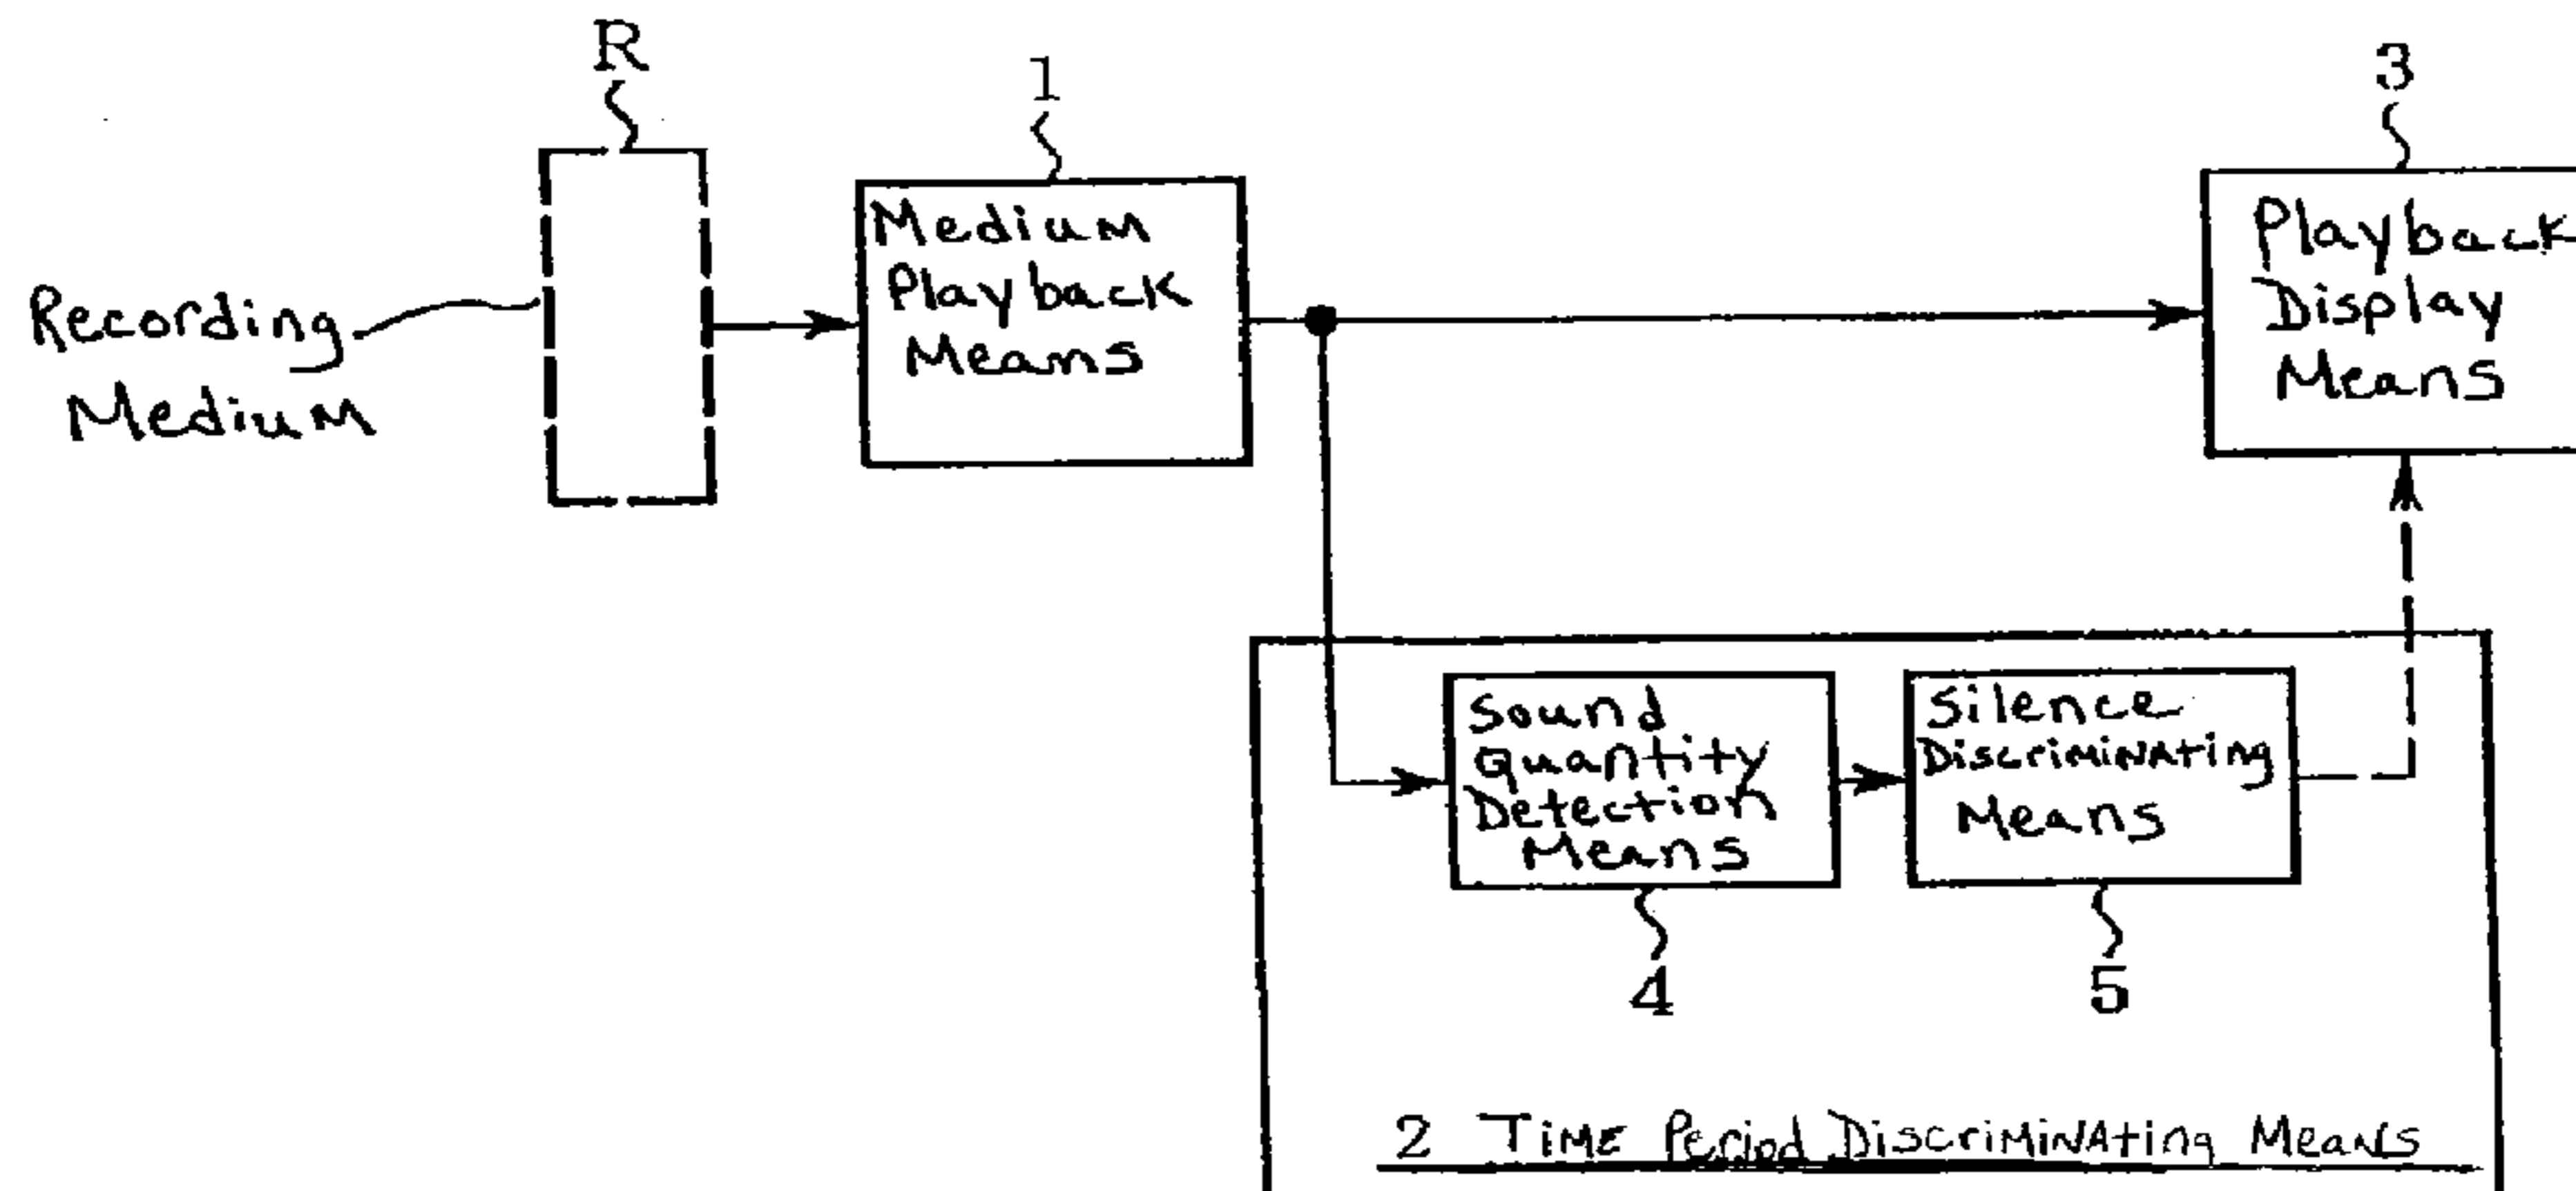 R
1
3
Recording
Medium
Medium
Playback
Means
Playback
Display
Means
Sound
Quantity
Detection
Means
Silence
Discriminating
Means
4
5
2 Time Period Discriminating Means